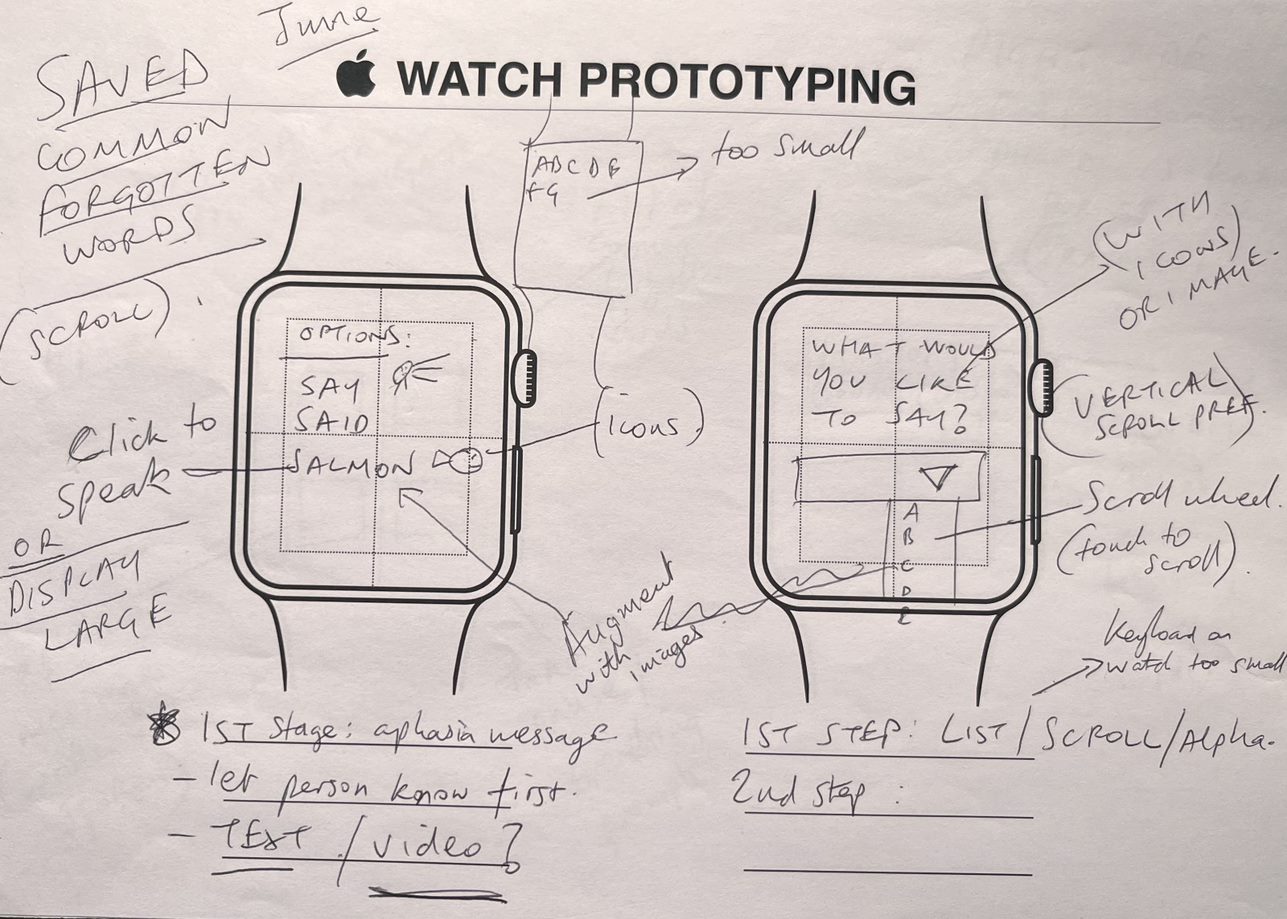 June
WATCH PROTOTYPING
SAVED
COMMON
FORGOTTEN
WORDS
(SCROLL).
ABCDE
FG
too small
OPTIONS:
SAY
SAID
SALMON
Click to
speak
OR
DISPLAY
LARGE
(icons).
Augment
with images
WHAT WOULD
YOU LIKE
TO SAY?
A
B
C
D
E
(WITH
ICONS)
OR IMAGE.
(VERTICAL
SCROLL PREF.)
Scroll wheel.
(touch to
scroll).
Keyboard on
watch too small
1ST Stage: aphasia message
- let person know first.
- TEXT / video?
1ST STEP: LIST/SCROLL/Alpha.
2nd step: